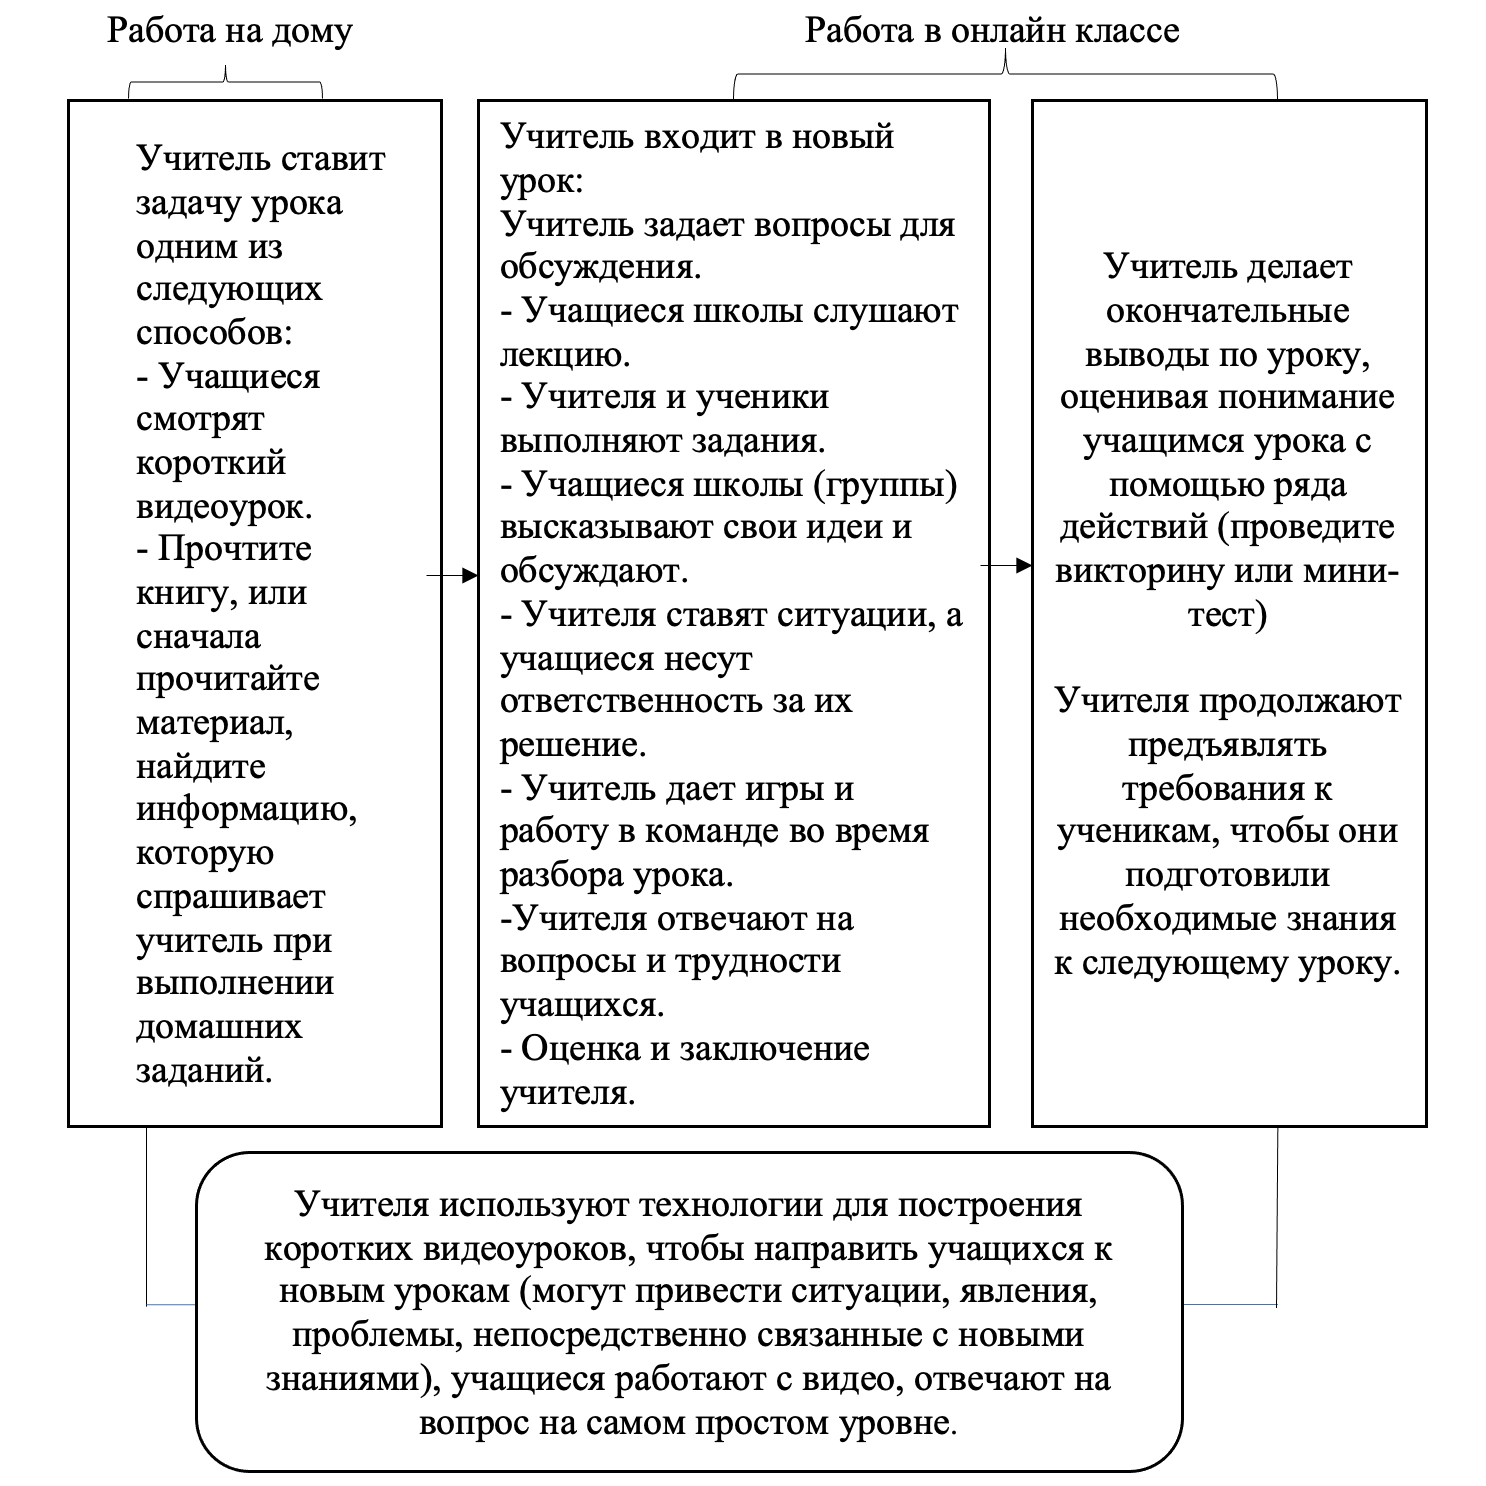 Работа на дому
Работа в онлайн классе
Учитель ставит
задачу урока
одним из
следующих
способов:
- Учащиеся
смотрят
короткий
видеоурок.
- Прочтите
книгу, или
сначала
прочитайте
материал,
найдите
информацию,
которую
спрашивает
учитель при
выполнении
домашних
заданий.
Учитель входит в новый
урок:
Учитель задает вопросы для
обсуждения.
- Учащиеся школы слушают
лекцию.
- Учителя и ученики
выполняют задания.
- Учащиеся школы (группы)
высказывают свои идеи и
обсуждают.
- Учителя ставят ситуации, а
учащиеся несут
ответственность за их
решение.
- Учитель дает игры и
работу в команде во время
разбора урока.
-Учителя отвечают на
вопросы и трудности
учащихся.
- Оценка и заключение
учителя.
Учитель делает
окончательные
выводы по уроку,
оценивая понимание
учащимся урока с
помощью ряда
действий (проведите
викторину или мини-
тест)
Учителя продолжают
предъявлять
требования к
ученикам, чтобы они
подготовили
необходимые знания
к следующему уроку.
Учителя используют технологии для построения
коротких видеоуроков, чтобы направить учащихся к
новым урокам (могут привести ситуации, явления,
проблемы, непосредственно связанные с новыми
знаниями), учащиеся работают с видео, отвечают на
вопрос на самом простом уровне.